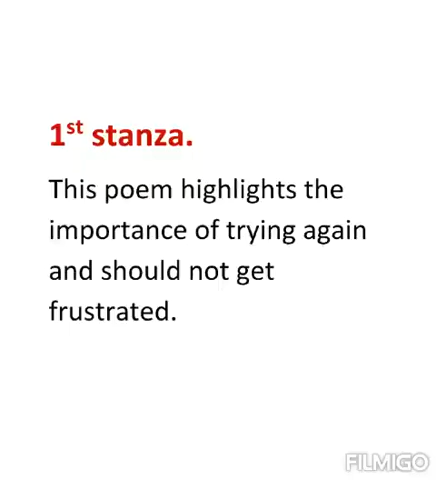 1st stanza.
This poem highlights the
importance of trying again
and should not get
frustrated.
FILMIGO